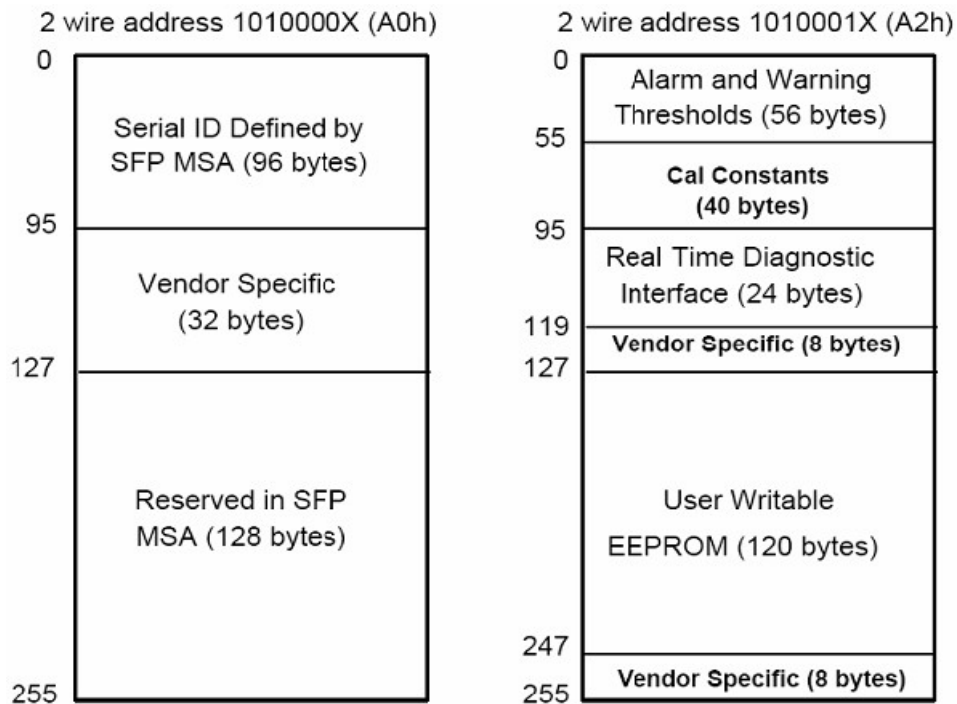 2 wire address 1010000X (A0h)
0
Serial ID Defined by
SFP MSA (96 bytes)
95
Vendor Specific
(32 bytes)
127
Reserved in SFP
MSA (128 bytes)
255
2 wire address 1010001X (A2h)
0
Alarm and Warning
Thresholds (56 bytes)
55
Cal Constants
(40 bytes)
95
Real Time Diagnostic
Interface (24 bytes)
119
Vendor Specific (8 bytes)
127
User Writable
EEPROM (120 bytes)
247
Vendor Specific (8 bytes)
255